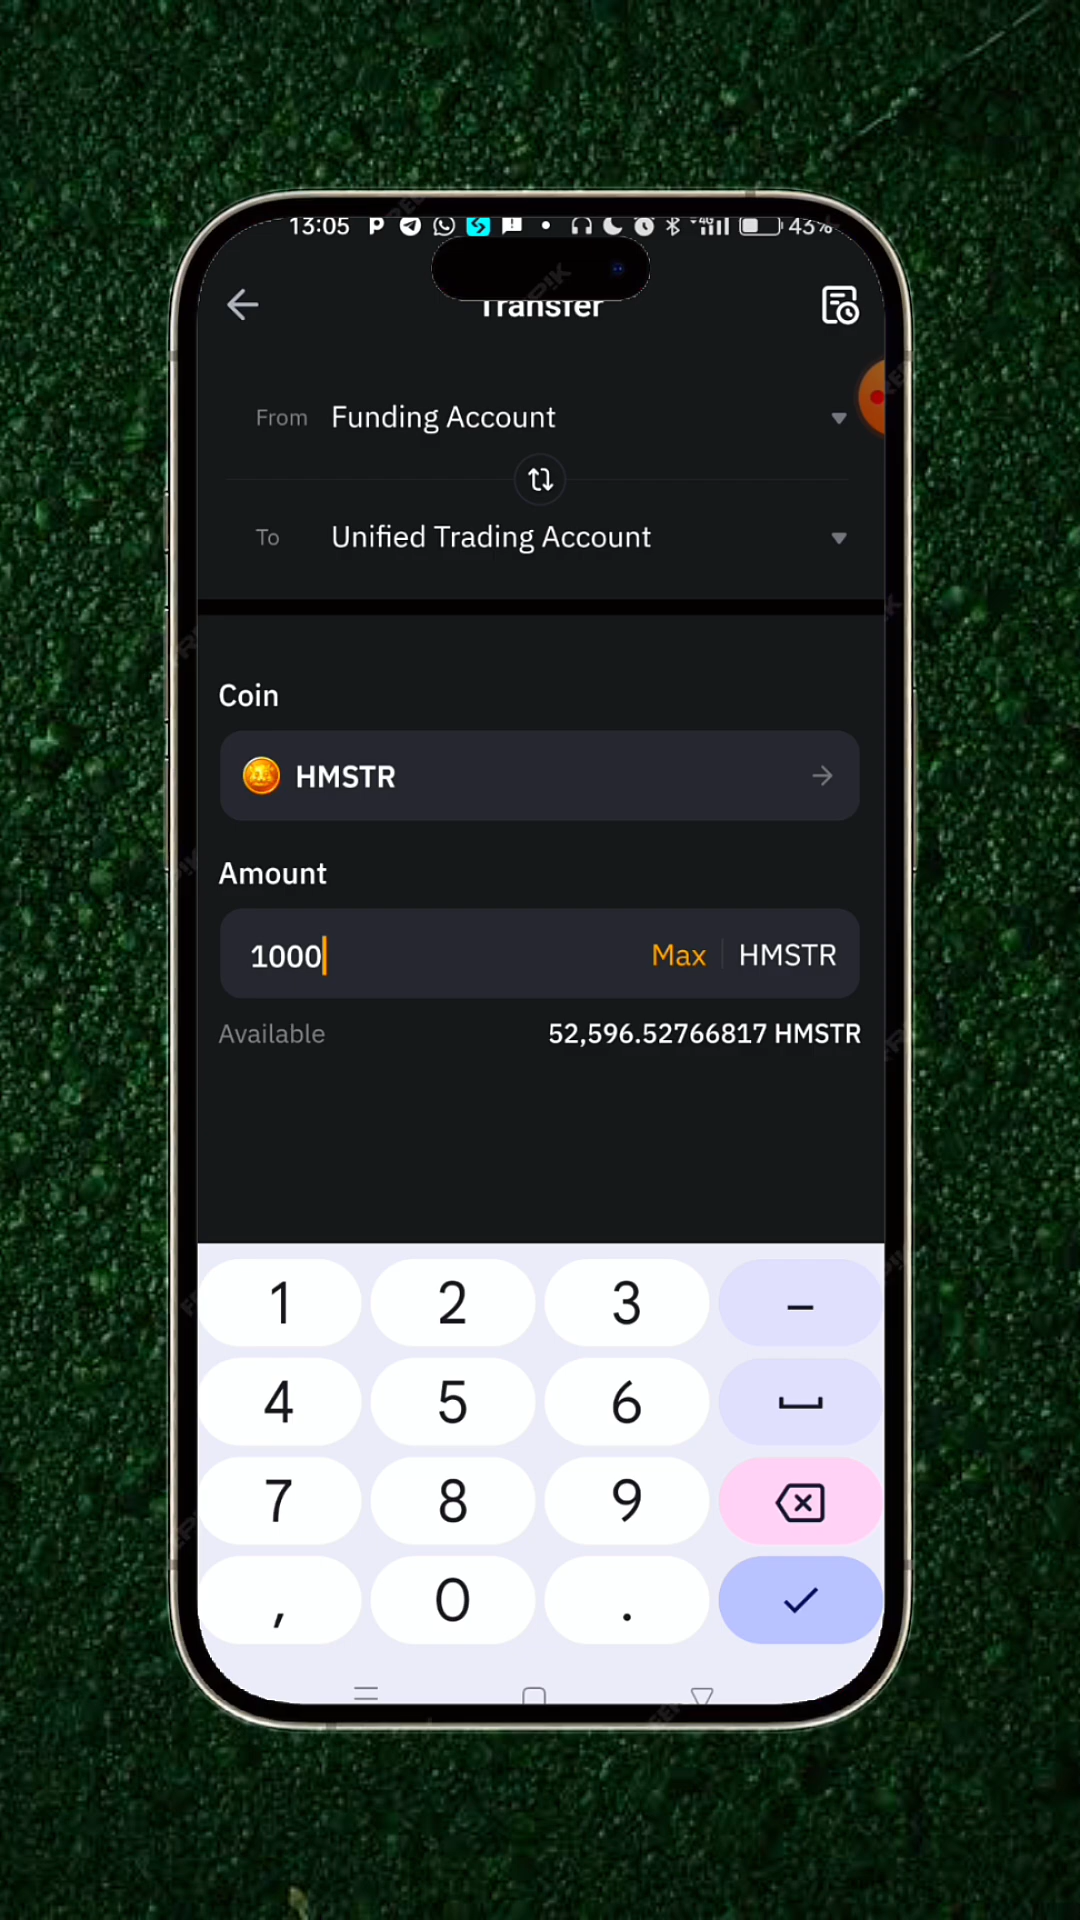 13:05 P 4G 43%
Transfer
From Funding Account
To Unified Trading Account
Coin
HMSTR
Amount
1000 Max HMSTR
Available 52,596.52766817 HMSTR
1 2 3 –
4 5 6
7 8 9
, 0 .